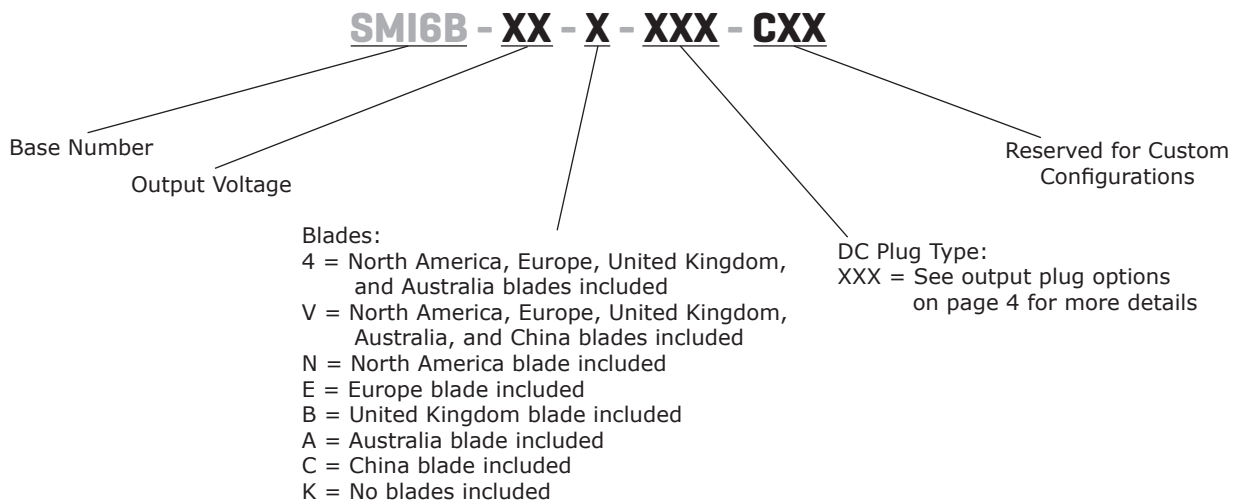 SMI6B - XX - X - XXX - CXX
Base Number
Output Voltage
Blades:
4 = North America, Europe, United Kingdom,
and Australia blades included
V = North America, Europe, United Kingdom,
Australia, and China blades included
N = North America blade included
E = Europe blade included
B = United Kingdom blade included
A = Australia blade included
C = China blade included
K = No blades included
DC Plug Type:
XXX = See output plug options
on page 4 for more details
Reserved for Custom
Configurations